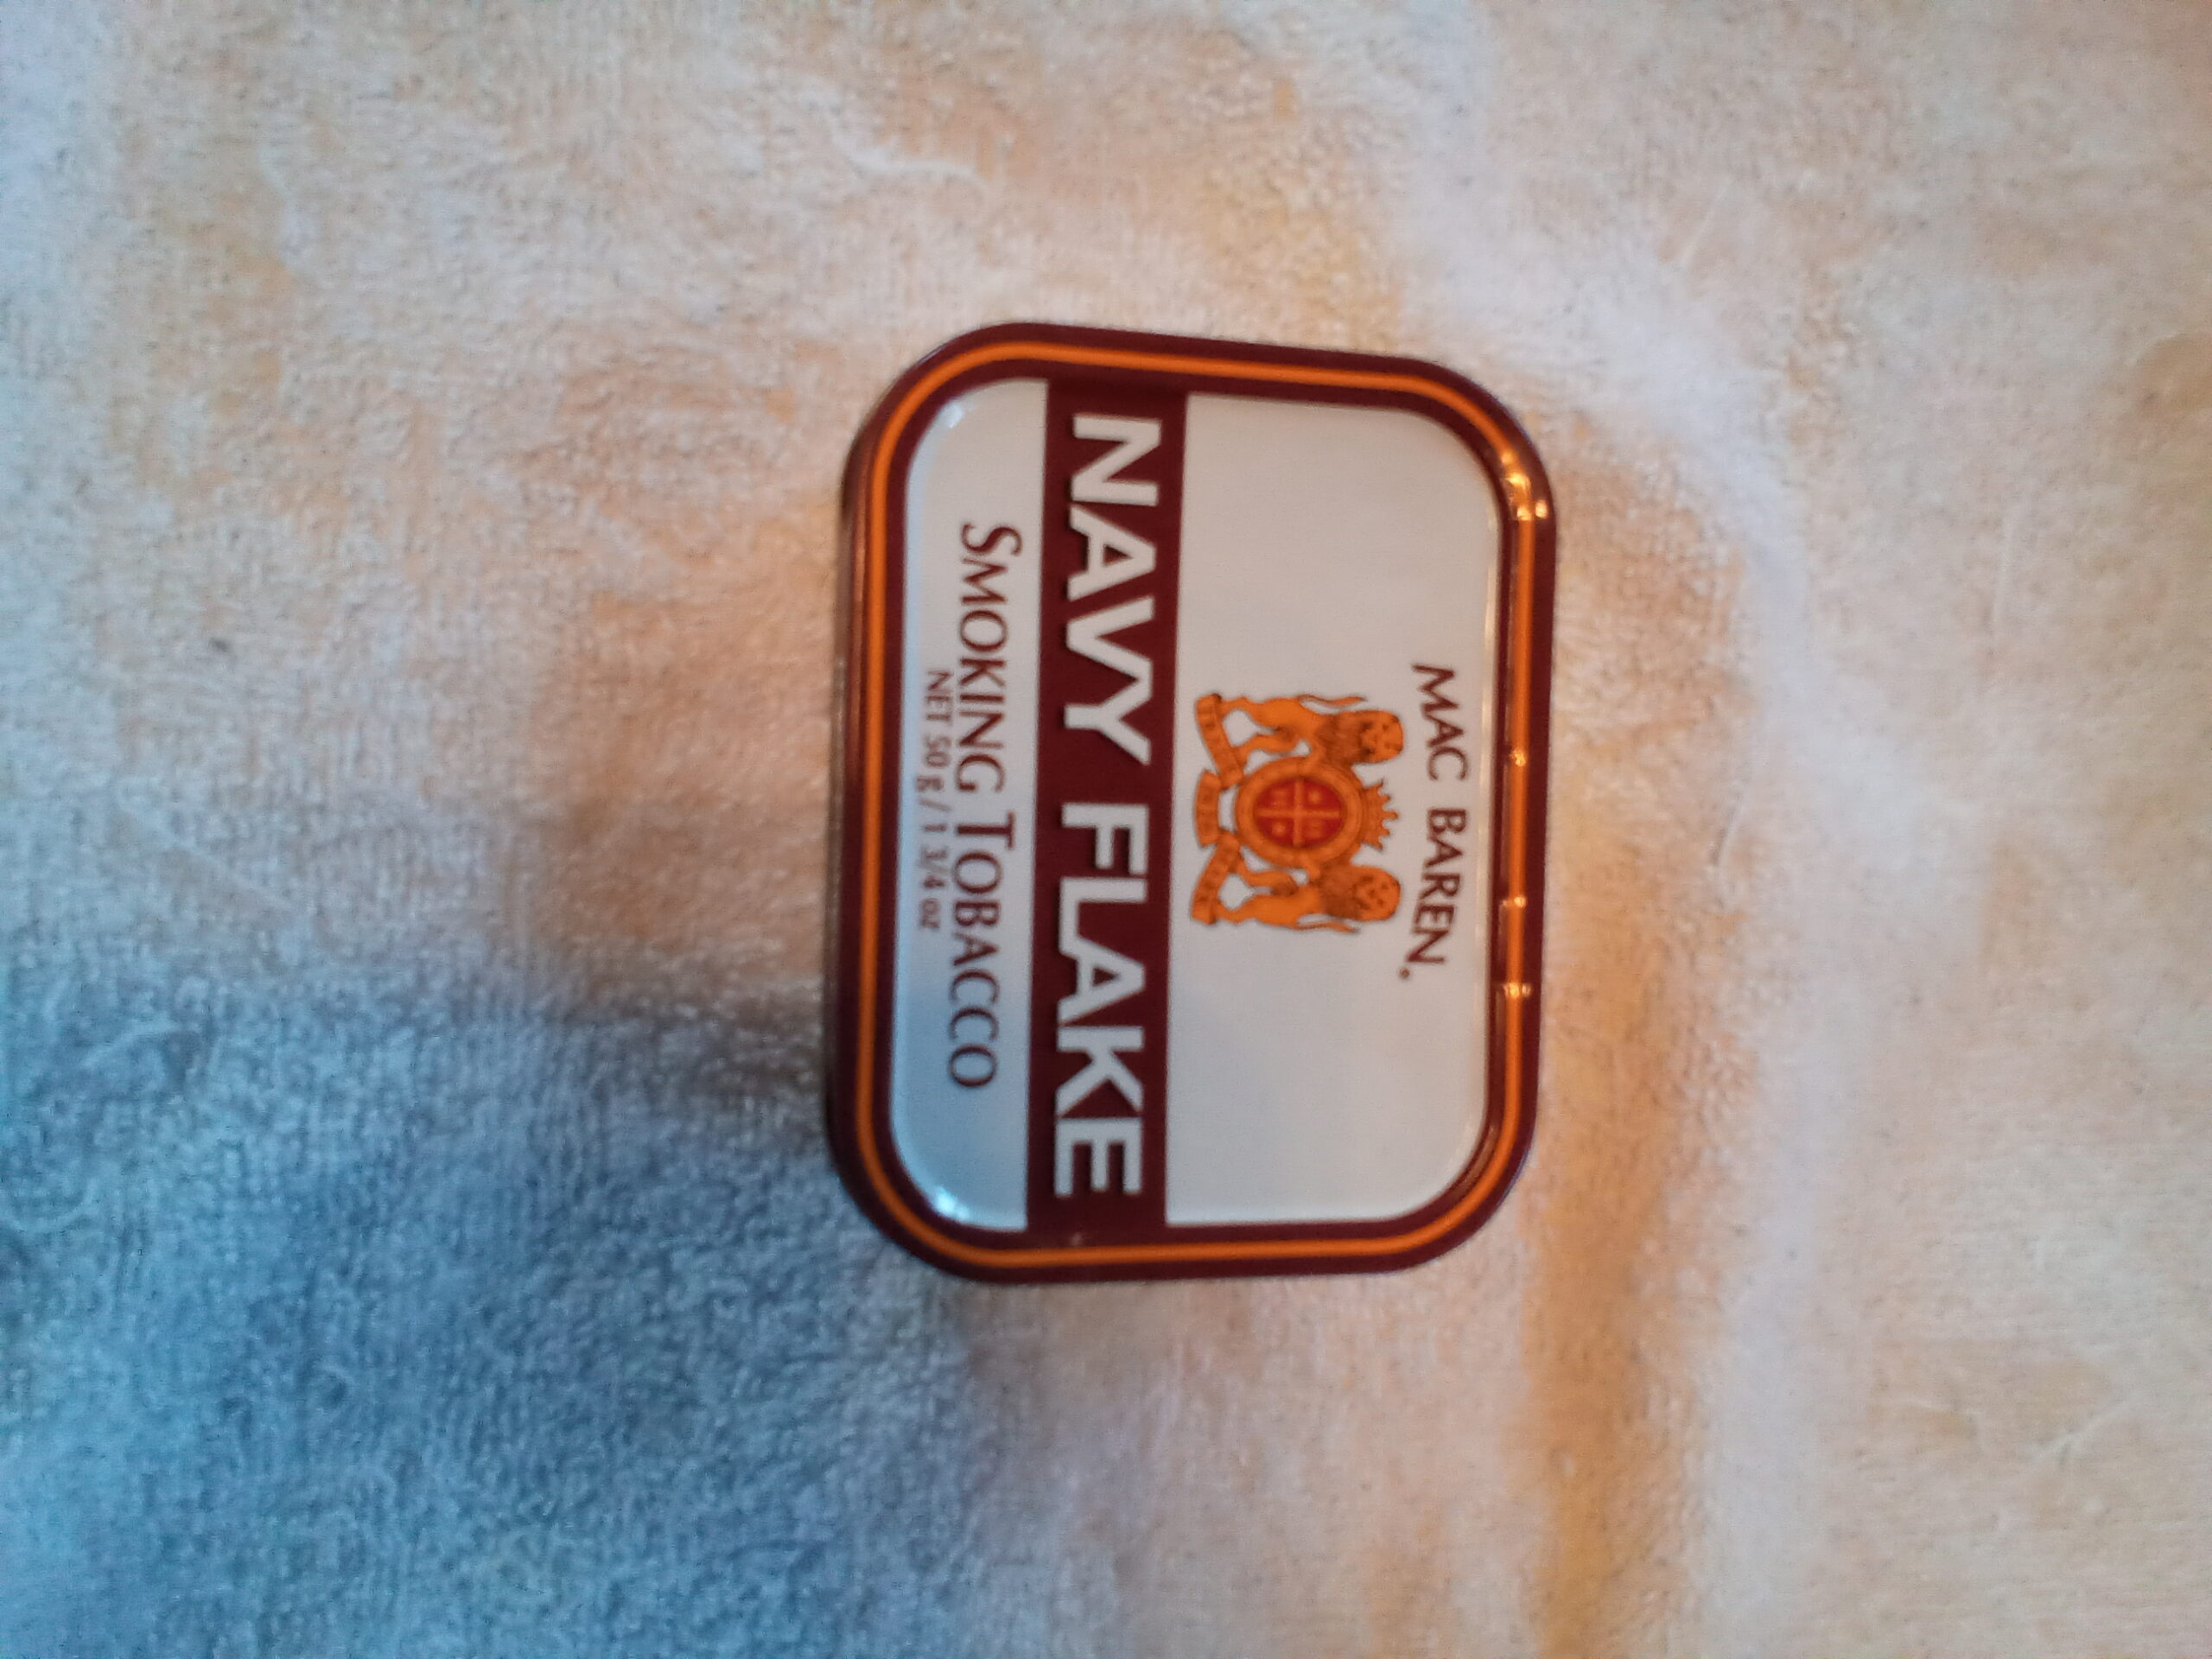 MAC BAREN.
NAVY FLAKE
SMOKING TOBACCO
NET 50 g / 1 3/4 oz